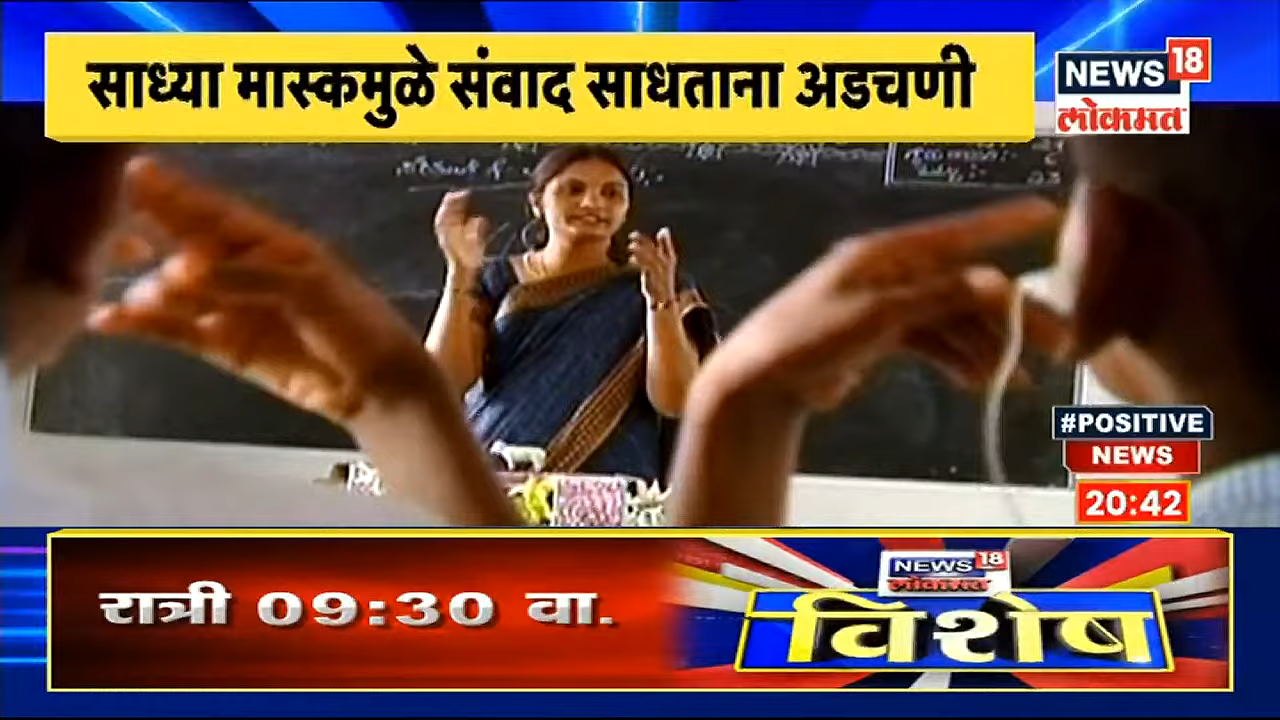 साध्या मास्कमुळे संवाद साधताना अडचणी
NEWS 18
लोकमत
#POSITIVE
NEWS
20:42
रात्री 09:30 वा.
NEWS 18
लोकमत
विशेष